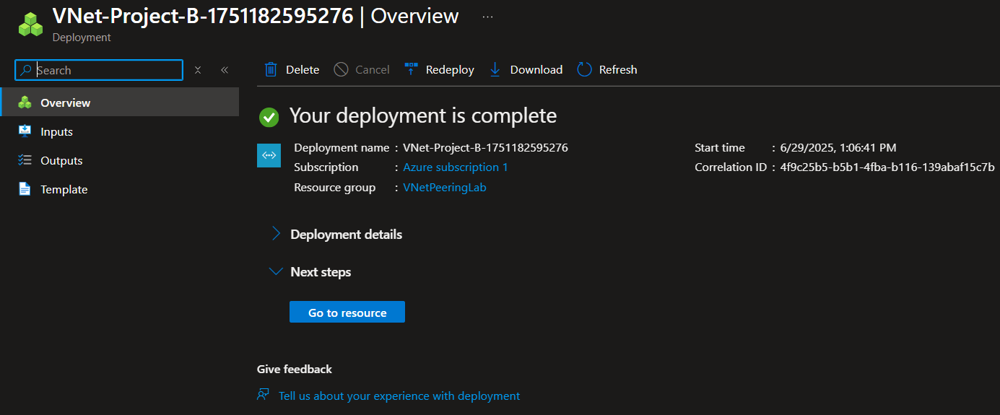 VNet-Project-B-1751182595276 | Overview ...
Deployment
Search
Delete Cancel Redeploy Download Refresh
Overview
Inputs
Outputs
Template
Your deployment is complete
Deployment name : VNet-Project-B-1751182595276
Subscription : Azure subscription 1
Resource group : VNetPeeringLab
Start time : 6/29/2025, 1:06:41 PM
Correlation ID : 4f9c25b5-b5b1-4fba-b116-139abaf15c7b
Deployment details
Next steps
Go to resource
Give feedback
Tell us about your experience with deployment